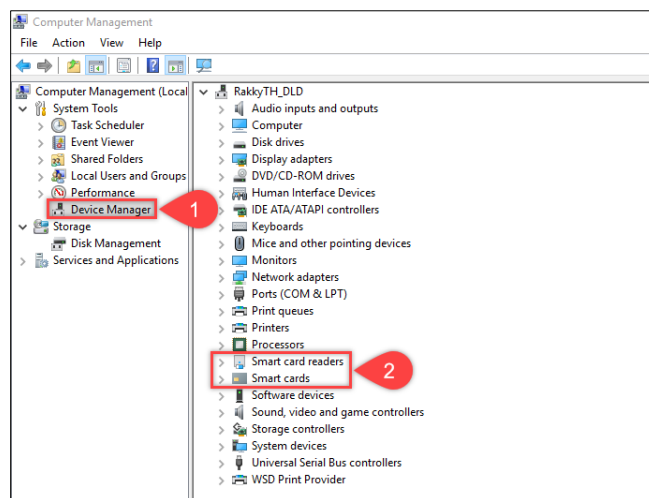 Computer Management
File Action View Help
Computer Management (Local
System Tools
Task Scheduler
Event Viewer
Shared Folders
Local Users and Groups
Performance
Device Manager
1
Storage
Disk Management
Services and Applications
RakkyTH_DLD
Audio inputs and outputs
Computer
Disk drives
Display adapters
DVD/CD-ROM drives
Human Interface Devices
IDE ATA/ATAPI controllers
Keyboards
Mice and other pointing devices
Monitors
Network adapters
Ports (COM & LPT)
Print queues
Printers
Processors
Smart card readers
Smart cards
2
Software devices
Sound, video and game controllers
Storage controllers
System devices
Universal Serial Bus controllers
WSD Print Provider